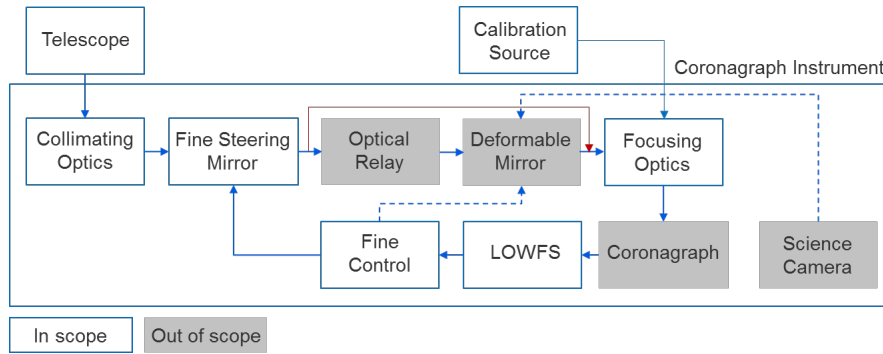 Telescope
Calibration
Source
Coronagraph Instrument
Collimating
Optics
Fine Steering
Mirror
Optical
Relay
Deformable
Mirror
Focusing
Optics
Fine
Control
LOWFS
Coronagraph
Science
Camera
In scope
Out of scope